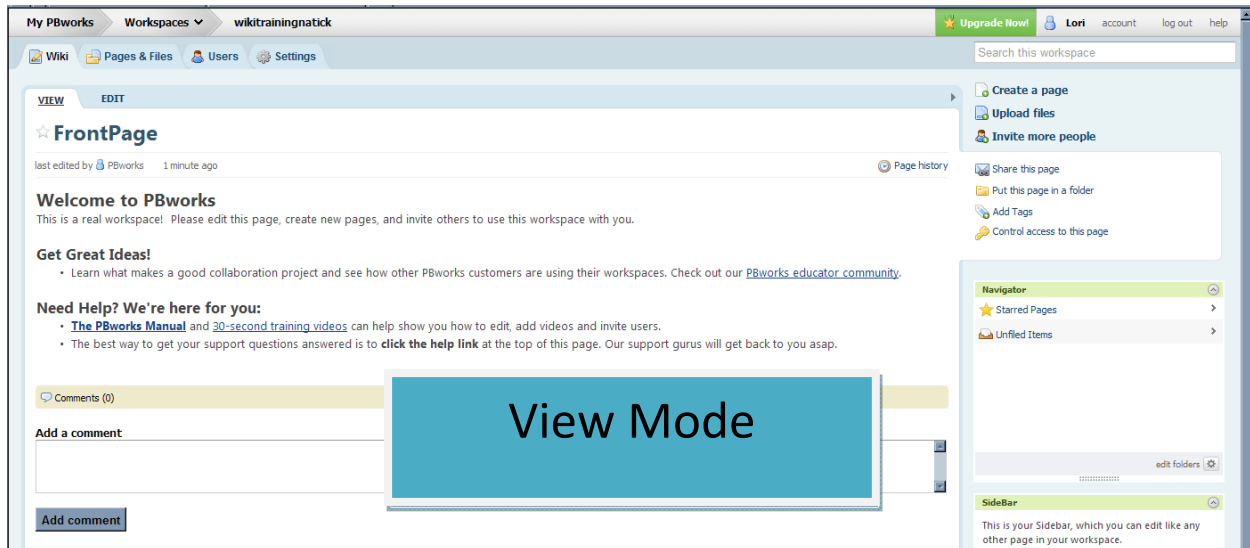 My PBworks Workspaces wikitrainingnatick Upgrade Now! Lori account log out help
Wiki Pages & Files Users Settings
Search this workspace
VIEW EDIT
FrontPage
last edited by PBworks 1 minute ago Page history
Welcome to PBworks
This is a real workspace! Please edit this page, create new pages, and invite others to use this workspace with you.
Get Great Ideas!
• Learn what makes a good collaboration project and see how other PBworks customers are using their workspaces. Check out our PBworks educator community.
Need Help? We're here for you:
• The PBworks Manual and 30-second training videos can help show you how to edit, add videos and invite users.
• The best way to get your support questions answered is to click the help link at the top of this page. Our support gurus will get back to you asap.
Comments (0)
Add a comment
Add comment
View Mode
Create a page
Upload files
Invite more people
Share this page
Put this page in a folder
Add Tags
Control access to this page
Navigator
Starred Pages
Unfiled Items
edit folders
SideBar
This is your Sidebar, which you can edit like any
other page in your workspace.